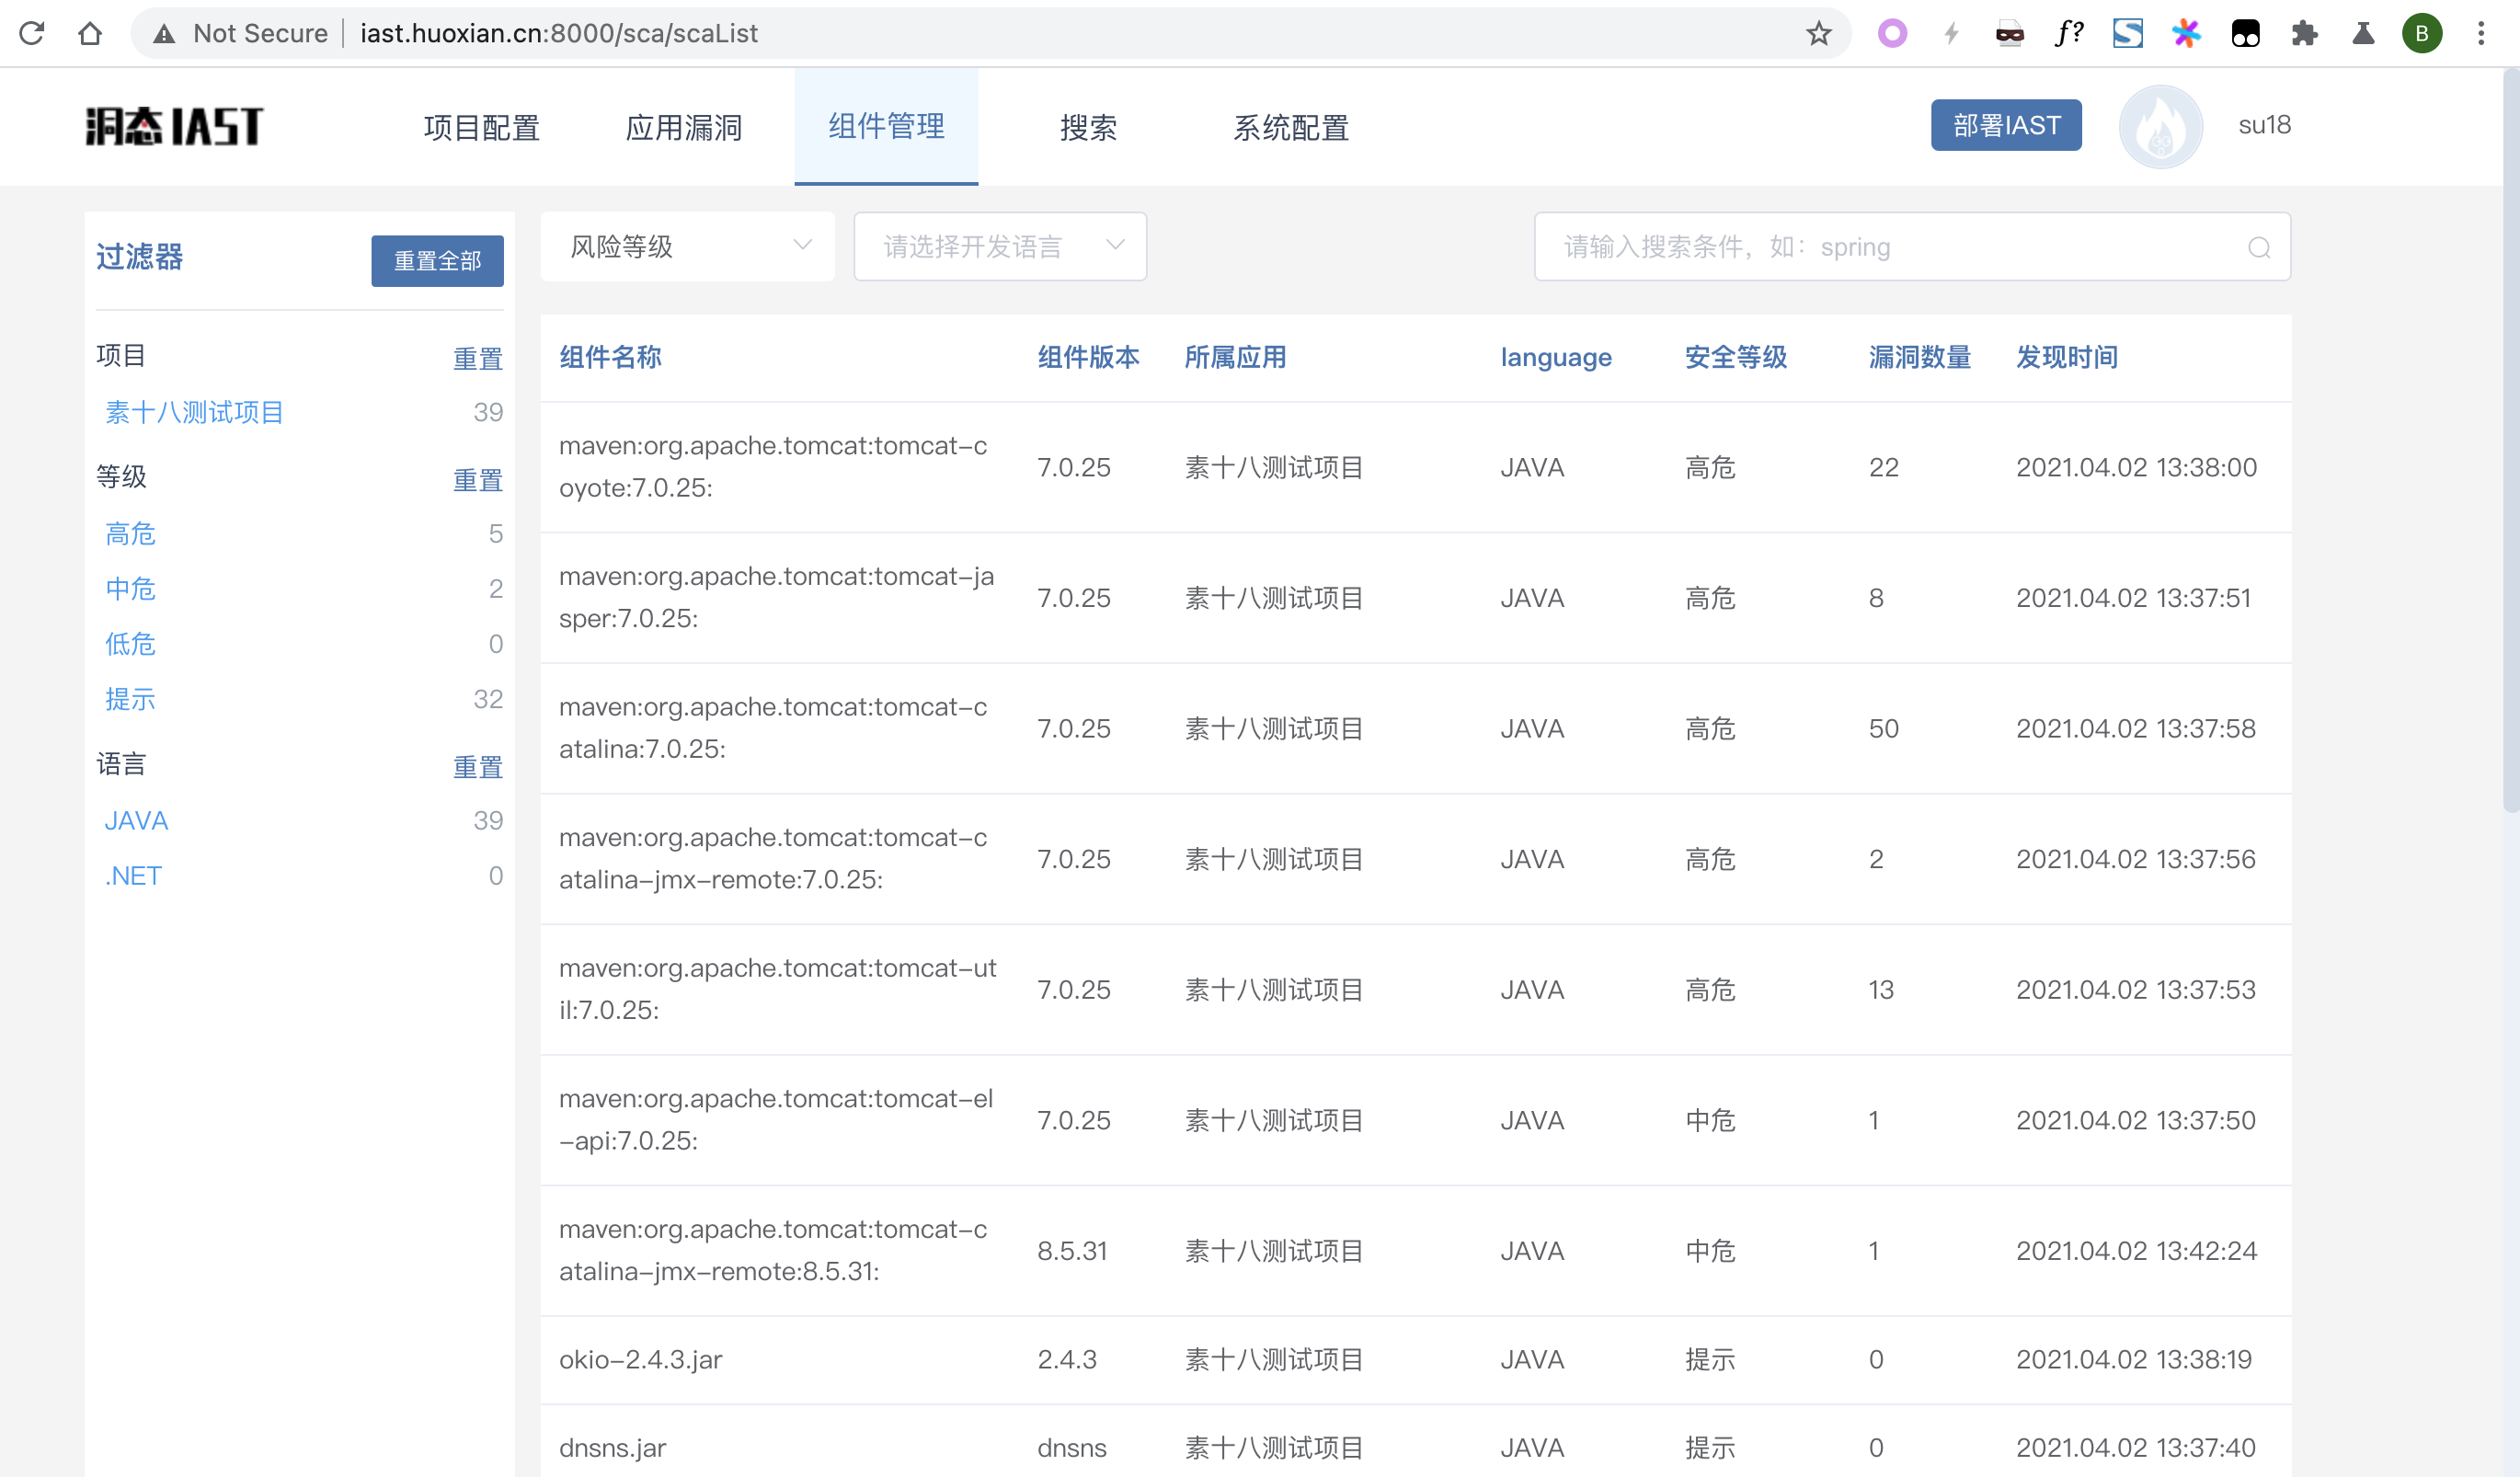 Not Secure iast.huoxian.cn:8000/sca/scaList
f? S B
洞态 IAST 项目配置 应用漏洞 组件管理 搜索 系统配置 部署IAST su18
过滤器 重置全部
项目 重置
素十八测试项目 39
等级 重置
高危 5
中危 2
低危 0
提示 32
语言 重置
JAVA 39
.NET 0
风险等级 请选择开发语言 请输入搜索条件，如：spring
组件名称 组件版本 所属应用 language 安全等级 漏洞数量 发现时间
maven:org.apache.tomcat:tomcat-c
oyote:7.0.25:
7.0.25 素十八测试项目 JAVA 高危 22 2021.04.02 13:38:00
maven:org.apache.tomcat:tomcat-ja
sper:7.0.25:
7.0.25 素十八测试项目 JAVA 高危 8 2021.04.02 13:37:51
maven:org.apache.tomcat:tomcat-c
atalina:7.0.25:
7.0.25 素十八测试项目 JAVA 高危 50 2021.04.02 13:37:58
maven:org.apache.tomcat:tomcat-c
atalina-jmx-remote:7.0.25:
7.0.25 素十八测试项目 JAVA 高危 2 2021.04.02 13:37:56
maven:org.apache.tomcat:tomcat-ut
il:7.0.25:
7.0.25 素十八测试项目 JAVA 高危 13 2021.04.02 13:37:53
maven:org.apache.tomcat:tomcat-el
-api:7.0.25:
7.0.25 素十八测试项目 JAVA 中危 1 2021.04.02 13:37:50
maven:org.apache.tomcat:tomcat-c
atalina-jmx-remote:8.5.31:
8.5.31 素十八测试项目 JAVA 中危 1 2021.04.02 13:42:24
okio-2.4.3.jar 2.4.3 素十八测试项目 JAVA 提示 0 2021.04.02 13:38:19
dnsns.jar dnsns 素十八测试项目 JAVA 提示 0 2021.04.02 13:37:40